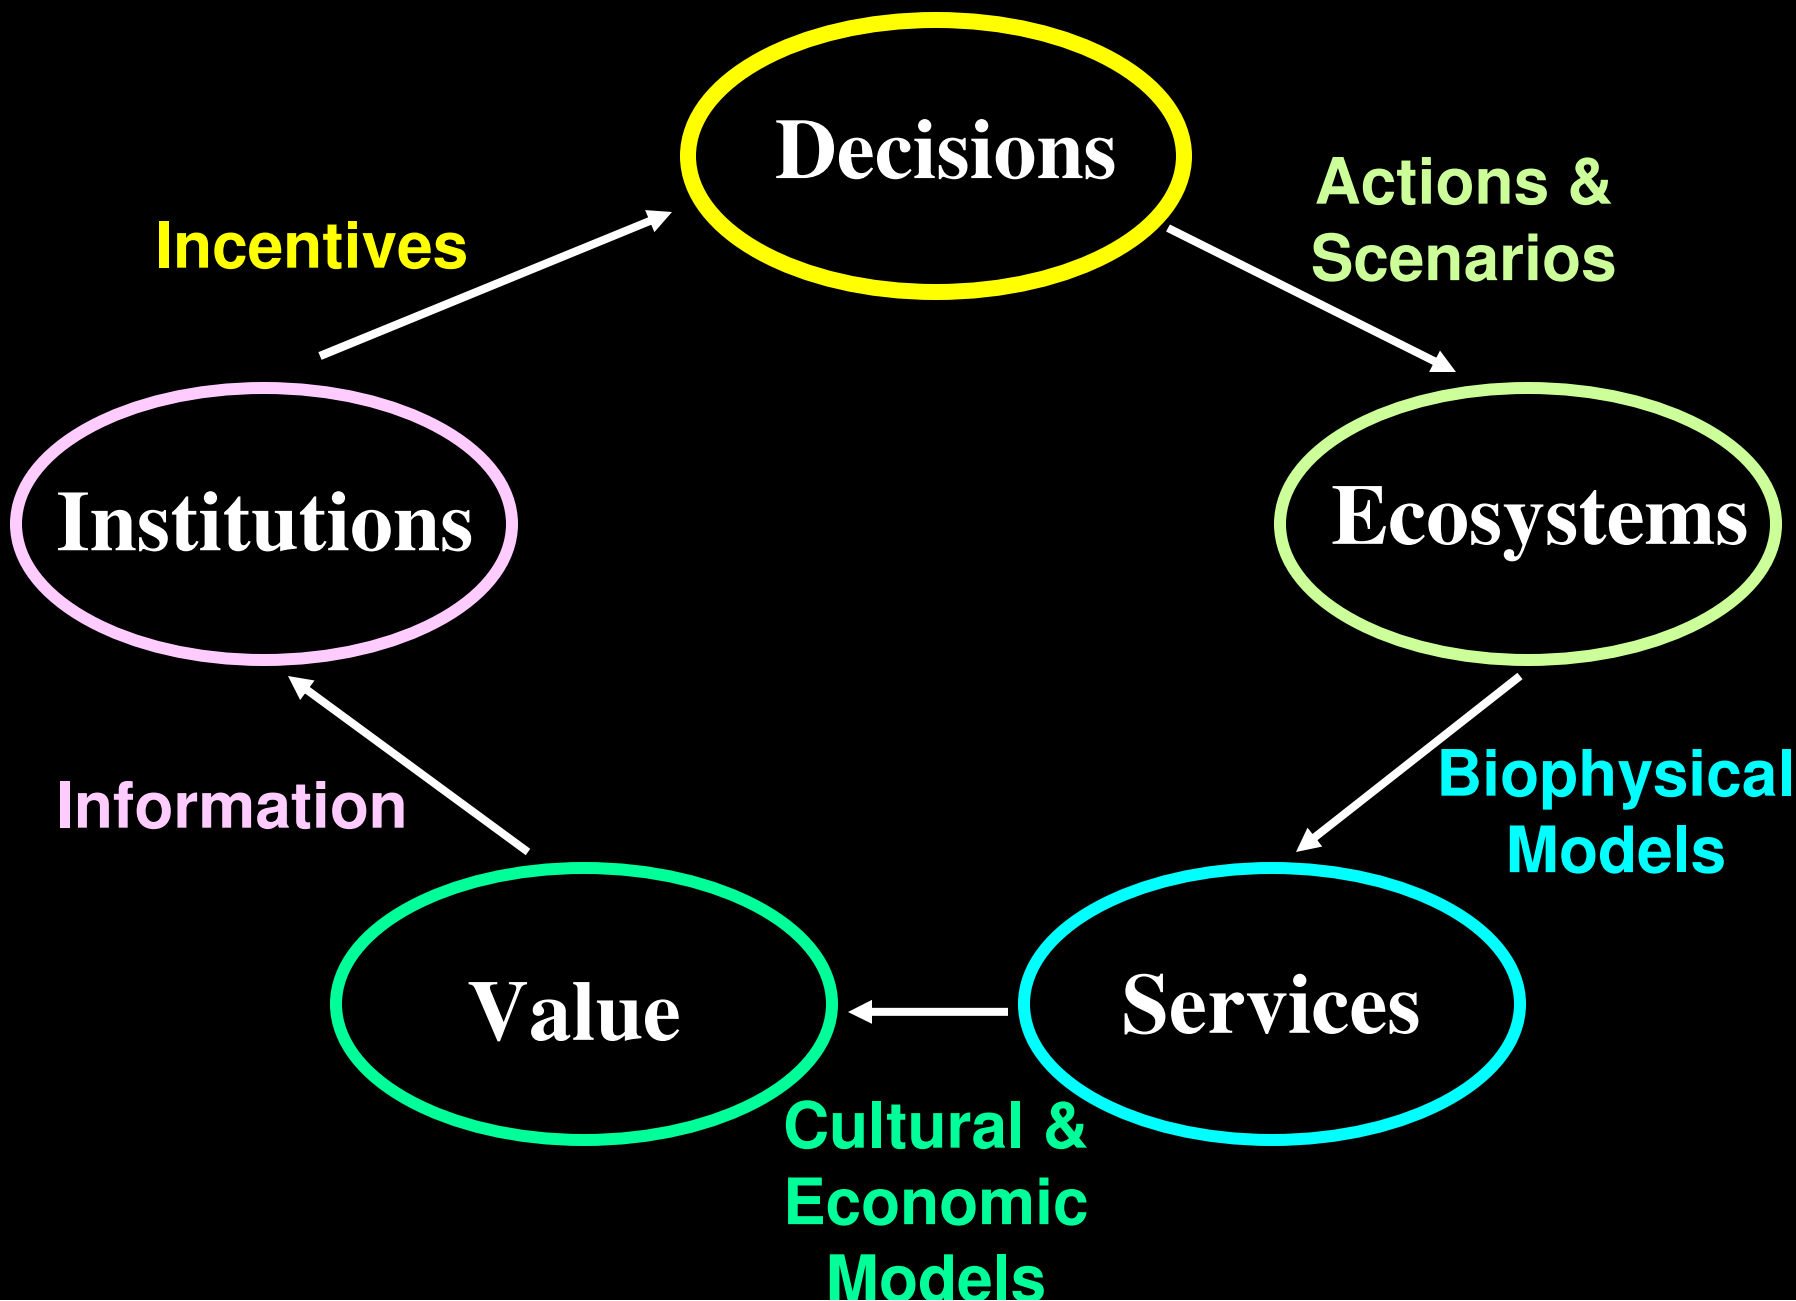 Decisions
Actions &
Scenarios
Incentives
Institutions
Ecosystems
Biophysical
Models
Information
Value
Services
Cultural &
Economic
Models